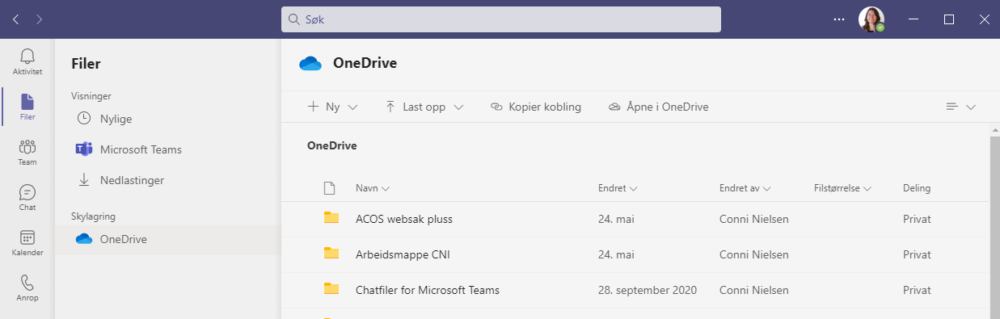 Søk
Aktivitet
Filer
Team
Chat
Kalender
Anrop
Filer
Visninger
Nylige
Microsoft Teams
Nedlastinger
Skylagring
OneDrive
OneDrive
Ny Last opp Kopier kobling Åpne i OneDrive
OneDrive
Navn Endret Endret av Filstørrelse Deling
ACOS websak pluss 24. mai Conni Nielsen Privat
Arbeidsmappe CNI 24. mai Conni Nielsen Privat
Chatfiler for Microsoft Teams 28. september 2020 Conni Nielsen Privat